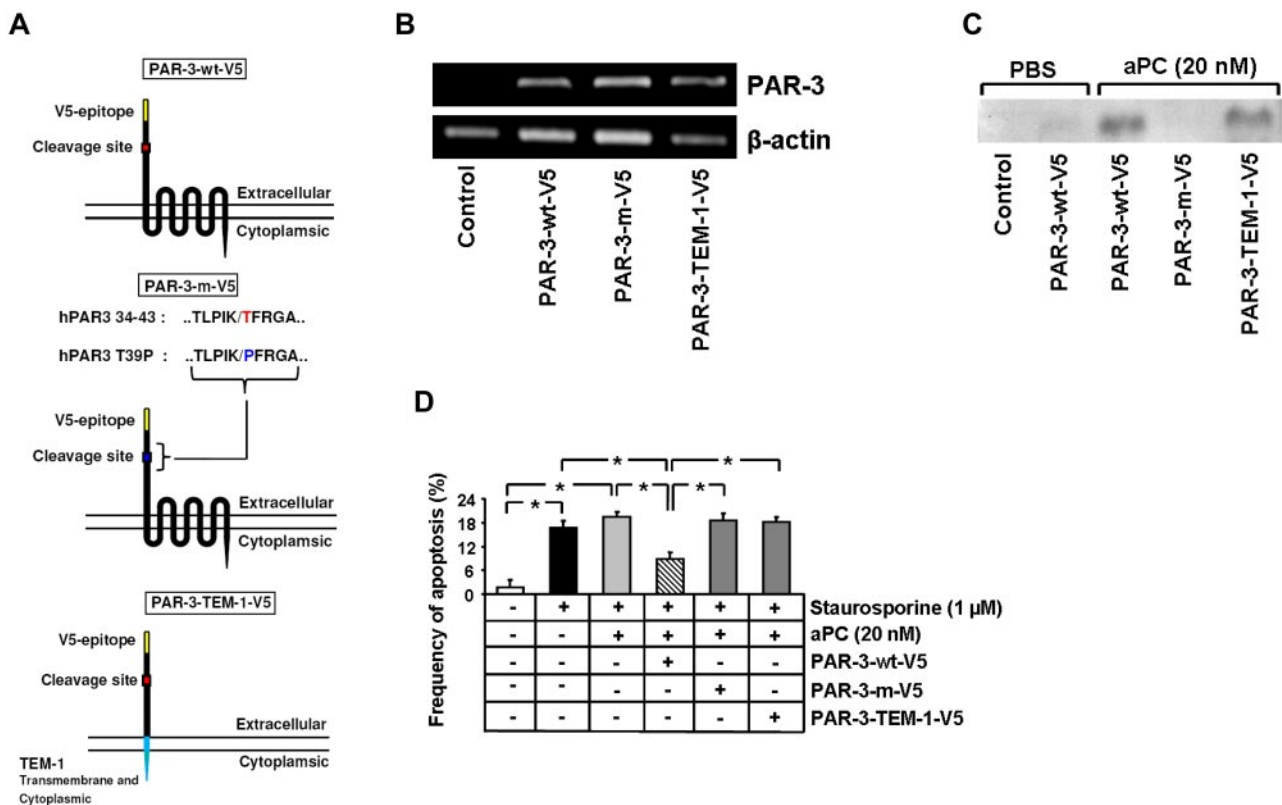 A
PAR-3-wt-V5
V5-epitope
Cleavage site
Extracellular
Cytoplamsic
PAR-3-m-V5
hPAR3 34-43 : ..TLPIK/TFRGA..
hPAR3 T39P : ..TLPIK/PFRGA..
V5-epitope
Cleavage site
Extracellular
Cytoplamsic
PAR-3-TEM-1-V5
V5-epitope
Cleavage site
Extracellular
Cytoplamsic
TEM-1
Transmembrane and
Cytoplasmic
B
PAR-3
β-actin
Control
PAR-3-wt-V5
PAR-3-m-V5
PAR-3-TEM-1-V5
C
PBS aPC (20 nM)
Control
PAR-3-wt-V5
PAR-3-wt-V5
PAR-3-m-V5
PAR-3-TEM-1-V5
D
Frequency of apoptosis (%)
* *
* * *
*
24
18
12
6
0
- + + + + + Staurosporine (1 µM)
- - + + + + aPC (20 nM)
- - - + - - PAR-3-wt-V5
- - - - + - PAR-3-m-V5
- - - - - + PAR-3-TEM-1-V5